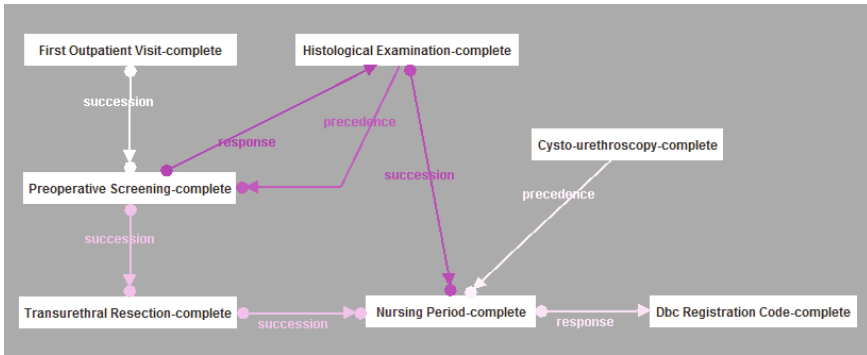 First Outpatient Visit-complete
Histological Examination-complete
succession
precedence
response
Cysto-urethroscopy-complete
succession
Preoperative Screening-complete
precedence
succession
Transurethral Resection-complete
succession
Nursing Period-complete
response
Dbc Registration Code-complete